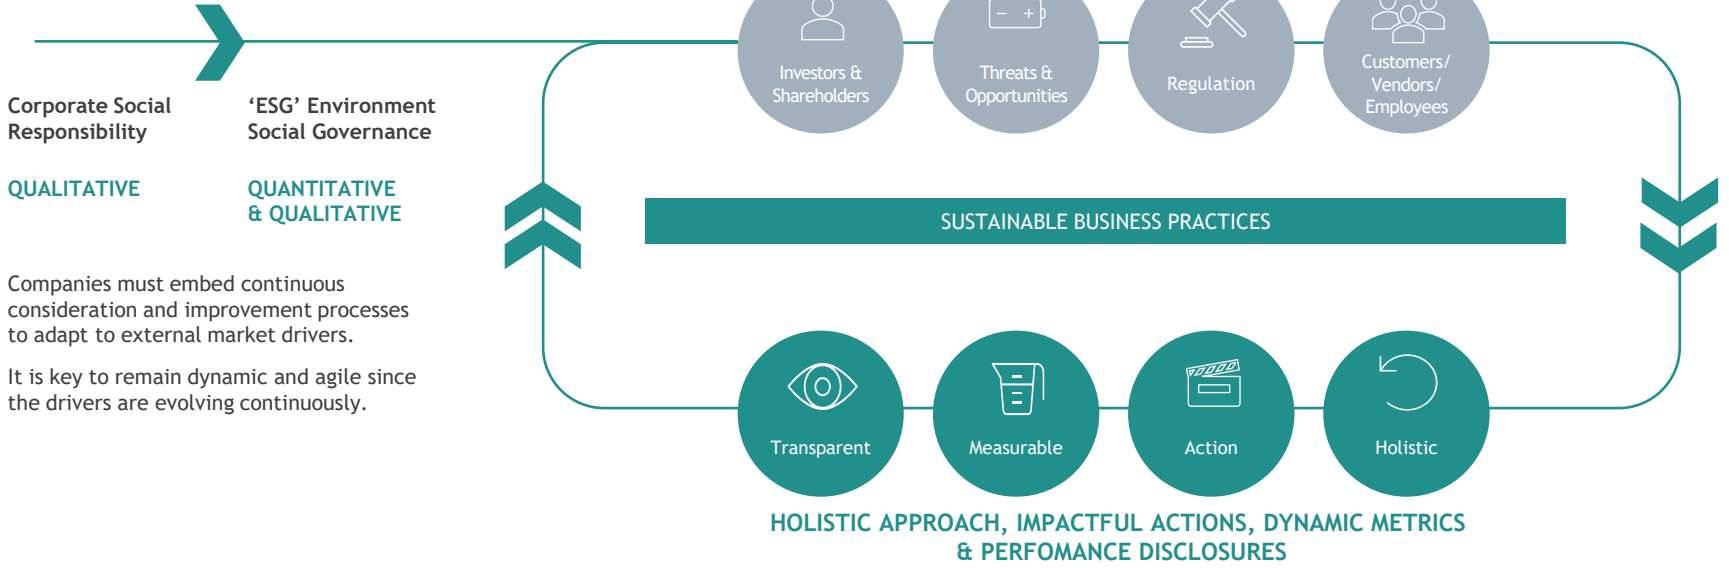 Corporate Social
Responsibility
‘ESG’ Environment
Social Governance
QUALITATIVE
QUANTITATIVE
& QUALITATIVE
Companies must embed continuous
consideration and improvement processes
to adapt to external market drivers.
It is key to remain dynamic and agile since
the drivers are evolving continuously.
Investors &
Shareholders
Threats &
Opportunities
Regulation
Customers/
Vendors/
Employees
SUSTAINABLE BUSINESS PRACTICES
Transparent
Measurable
Action
Holistic
HOLISTIC APPROACH, IMPACTFUL ACTIONS, DYNAMIC METRICS
& PERFOMANCE DISCLOSURES